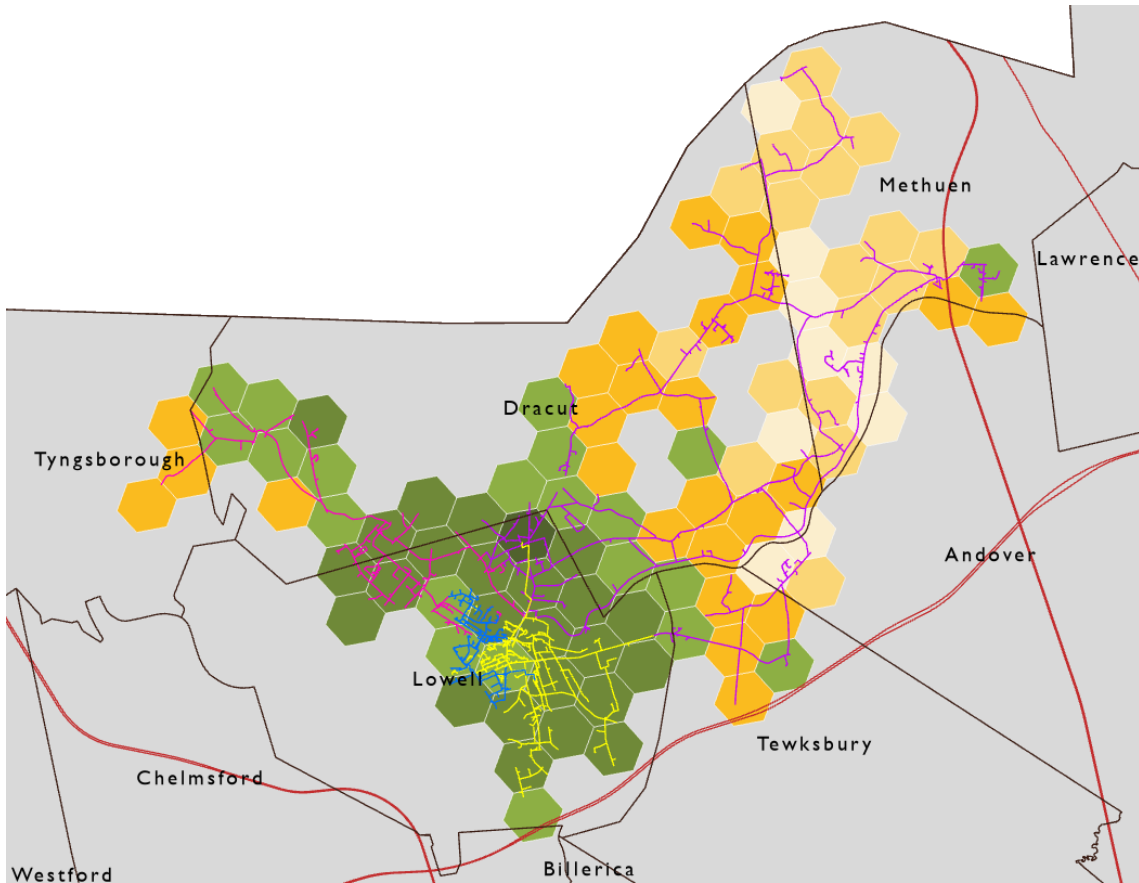 Methuen
Lawrence
Dracut
Tyngsborough
Andover
Lowell
Tewksbury
Chelmsford
Billerica
Westford